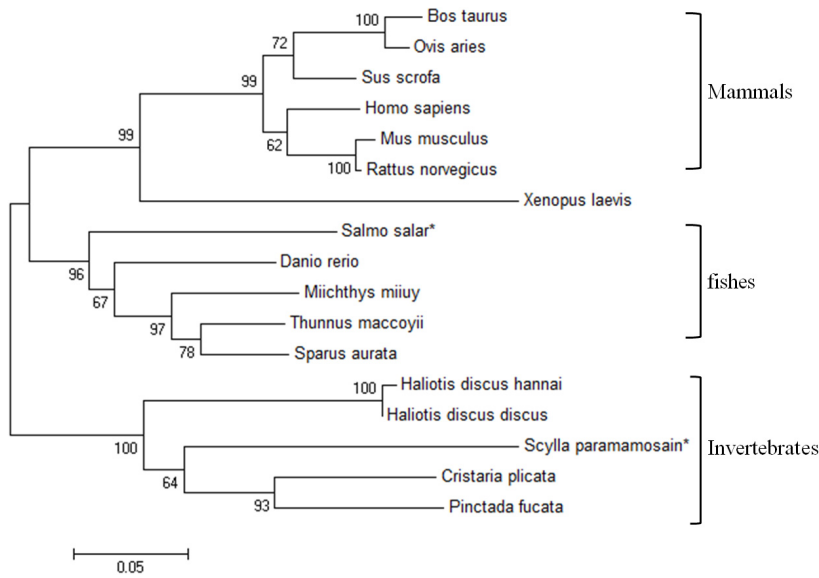 100 Bos taurus
72 Ovis aries
99 Sus scrofa
Mammals
Homo sapiens
99 62 Mus musculus
100 Rattus norvegicus
Xenopus laevis
Salmo salar*
96 Danio rerio
67 Miichthys miiuy
fishes
97 Thunnus maccoyii
78 Sparus aurata
100 Haliotis discus hannai
Haliotis discus discus
100 Scylla paramamosain*
Invertebrates
64 Cristaria plicata
93 Pinctada fucata
0.05